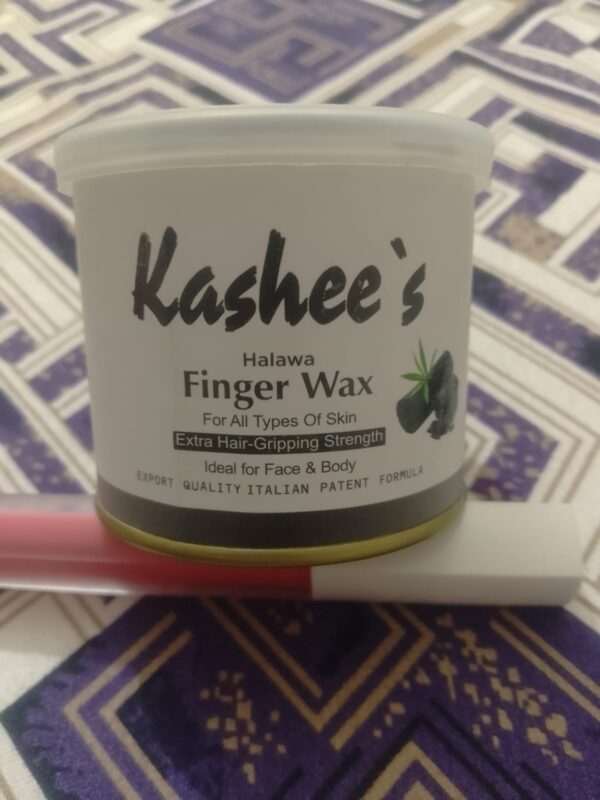 Kashee`s
Halawa
Finger Wax
For All Types Of Skin
Extra Hair-Gripping Strength
Ideal for Face & Body
EXPORT QUALITY ITALIAN PATENT FORMULA